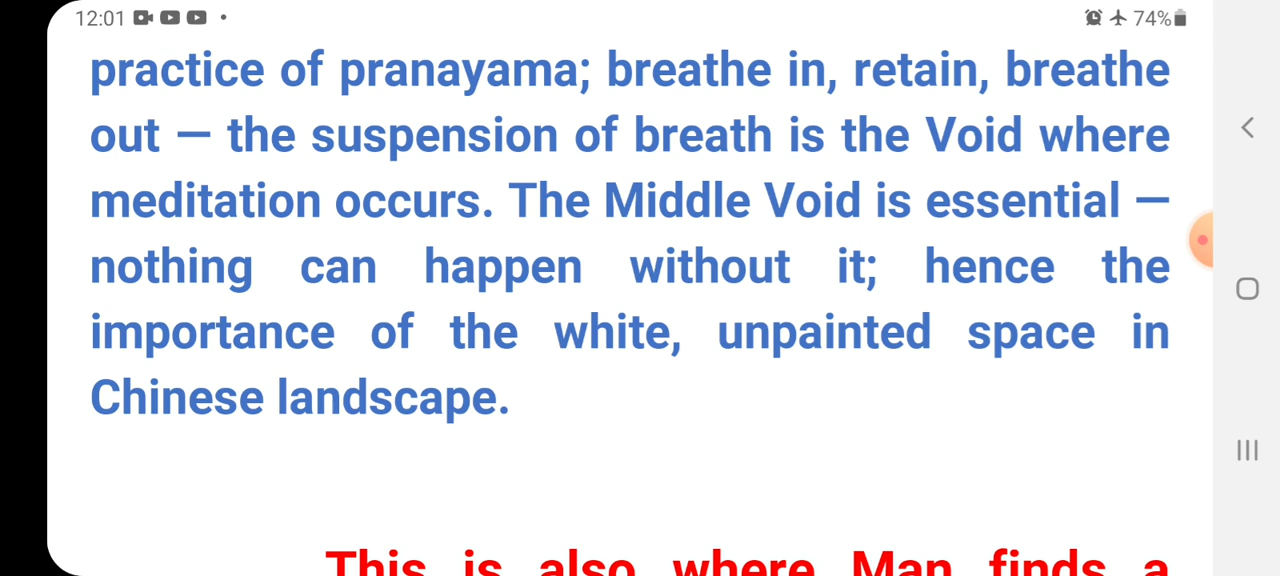 12:01
74%
practice of pranayama; breathe in, retain, breathe
out — the suspension of breath is the Void where
meditation occurs. The Middle Void is essential —
nothing can happen without it; hence the
importance of the white, unpainted space in
Chinese landscape.
This is also where Man finds a